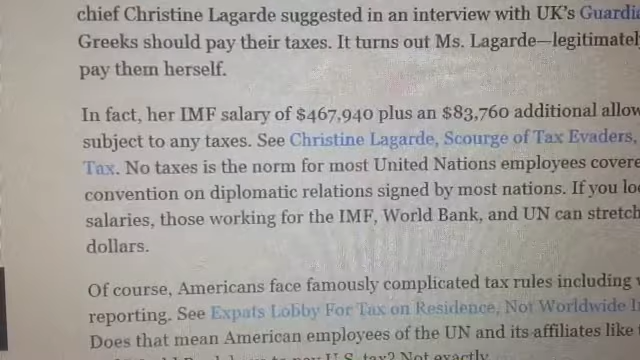 chief Christine Lagarde suggested in an interview with UK's
Greeks should pay their taxes. It turns out Ms. Lagarde—
pay them herself.
In fact, her IMF salary of $467,940 plus an $83,760 additional
subject to any taxes. See Christine Lagarde, Scourge of Tax Evaders,
Tax. No taxes is the norm for most United Nations employees
convention on diplomatic relations signed by most nations. If you
salaries, those working for the IMF, World Bank, and UN can stretch
dollars.
Of course, Americans face famously complicated tax rules including
reporting. See Expats Lobby For Tax on Residence, Not Worldwide
Does that mean American employees of the UN and its affiliates like
U.S. tax? Not exactly